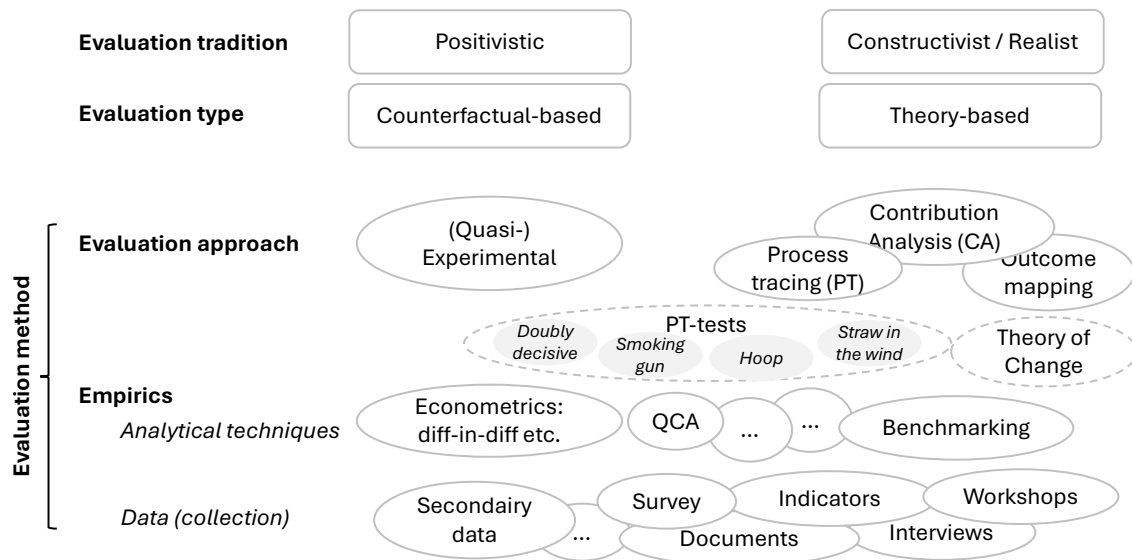 Evaluation tradition
Positivistic
Constructivist / Realist
Evaluation type
Counterfactual-based
Theory-based
Evaluation method
Evaluation approach
(Quasi-)
Experimental
Contribution
Analysis (CA)
Process
tracing (PT)
Outcome
mapping
PT-tests
Doubly
decisive
Smoking
gun
Hoop
Straw in
the wind
Theory of
Change
Empirics
Analytical techniques
Econometrics:
diff-in-diff etc.
QCA
...
...
Benchmarking
Data (collection)
Secondairy
data
...
Survey
Documents
Indicators
Interviews
Workshops